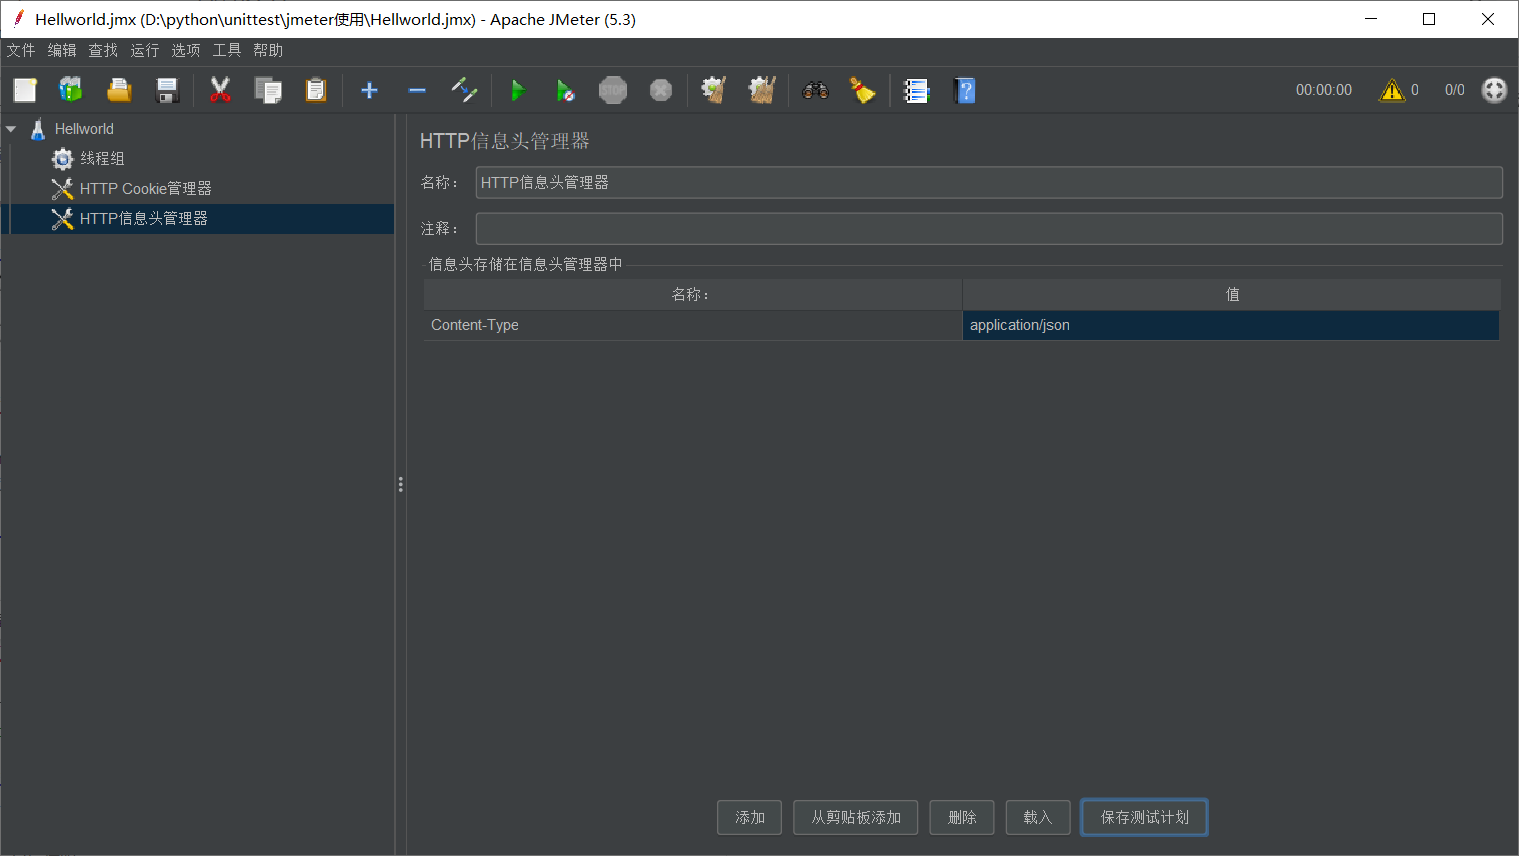 Hellworld.jmx (D:\python\unittest\jmeter使用\Hellworld.jmx) - Apache JMeter (5.3)
文件 编辑 查找 运行 选项 工具 帮助
STOP ? 00:00:00 0 0/0
Hellworld
线程组
HTTP Cookie管理器
HTTP信息头管理器
HTTP信息头管理器
名称： HTTP信息头管理器
注释：
信息头存储在信息头管理器中
名称： 值
Content-Type application/json
添加 从剪贴板添加 删除 载入 保存测试计划